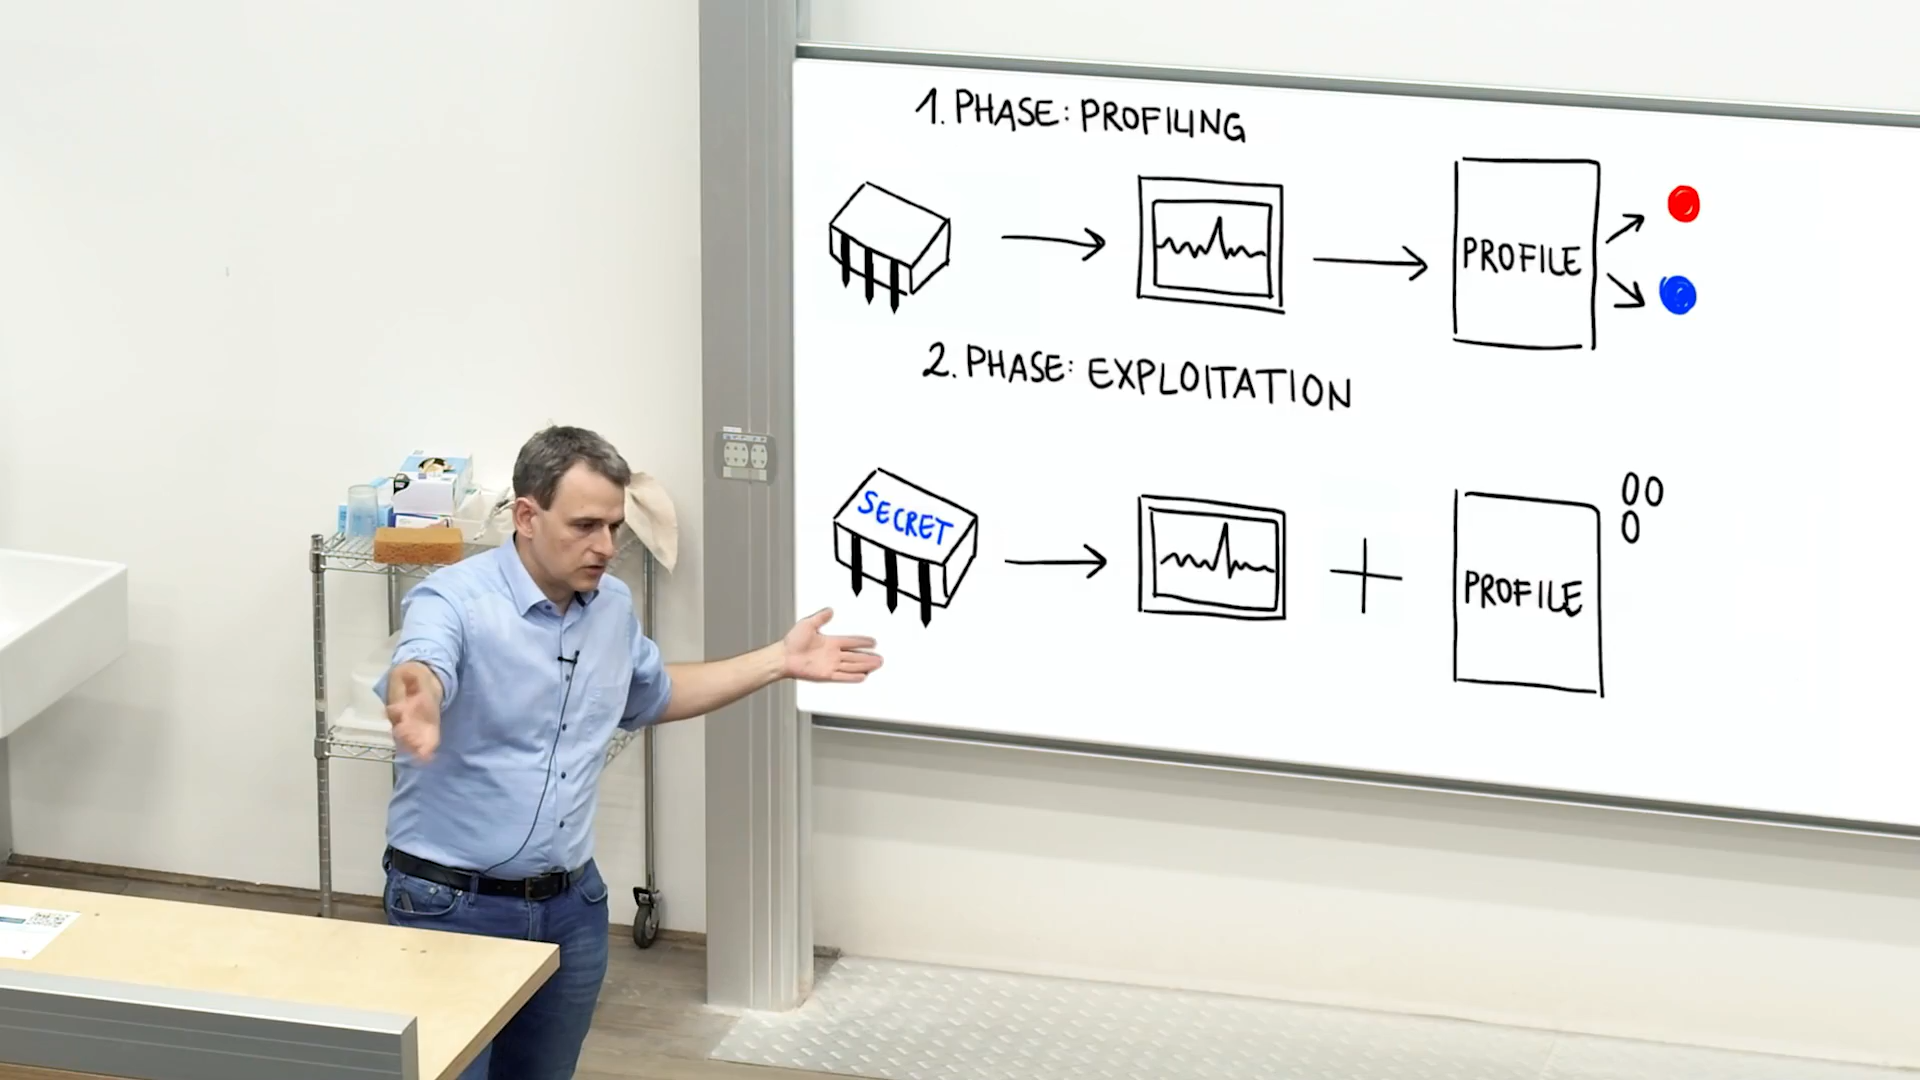 1. PHASE: PROFILING
PROFILE
2. PHASE: EXPLOITATION
SECRET
PROFILE
00
0